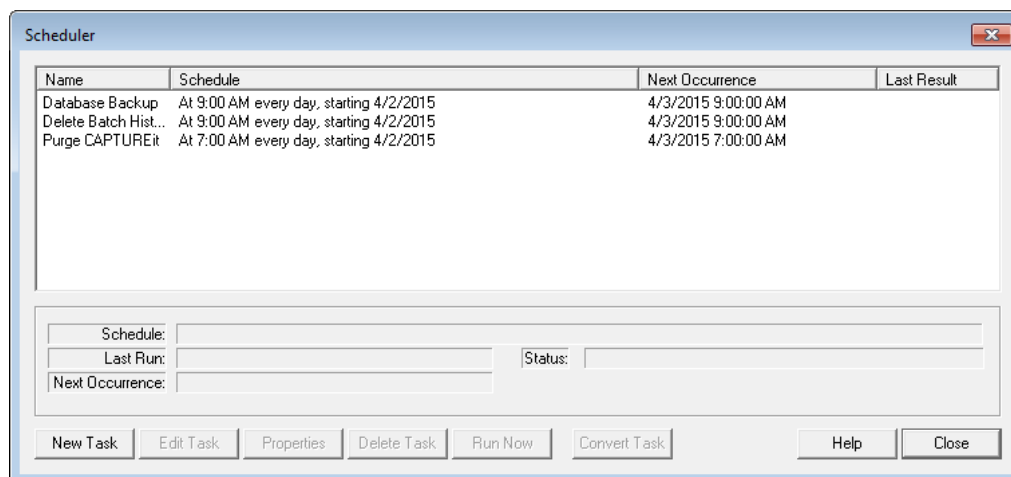 Scheduler
Name Schedule Next Occurrence Last Result
Database Backup At 9:00 AM every day, starting 4/2/2015 4/3/2015 9:00:00 AM
Delete Batch Hist... At 9:00 AM every day, starting 4/2/2015 4/3/2015 9:00:00 AM
Purge CAPTUREit At 7:00 AM every day, starting 4/2/2015 4/3/2015 7:00:00 AM
Schedule:
Last Run: Status:
Next Occurrence:
New Task Edit Task Properties Delete Task Run Now Convert Task Help Close